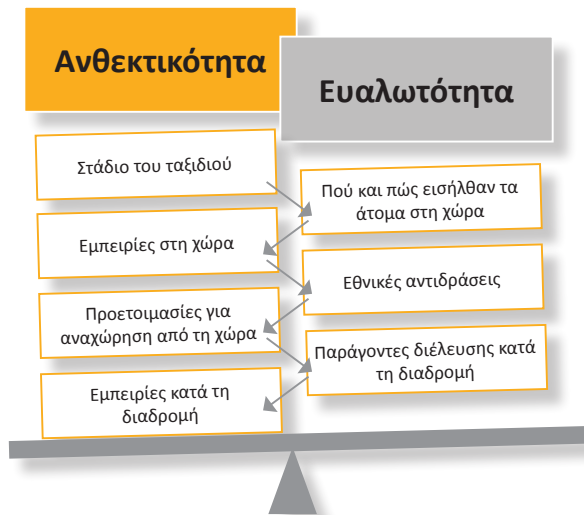 Ανθεκτικότητα
Ευαλωτότητα
Στάδιο του ταξιδιού
Πού και πώς εισήλθαν τα
άτομα στη χώρα
Εμπειρίες στη χώρα
Εθνικές αντιδράσεις
Προετοιμασίες για
αναχώρηση από τη χώρα
Παράγοντες διέλευσης κατά
τη διαδρομή
Εμπειρίες κατά τη
διαδρομή